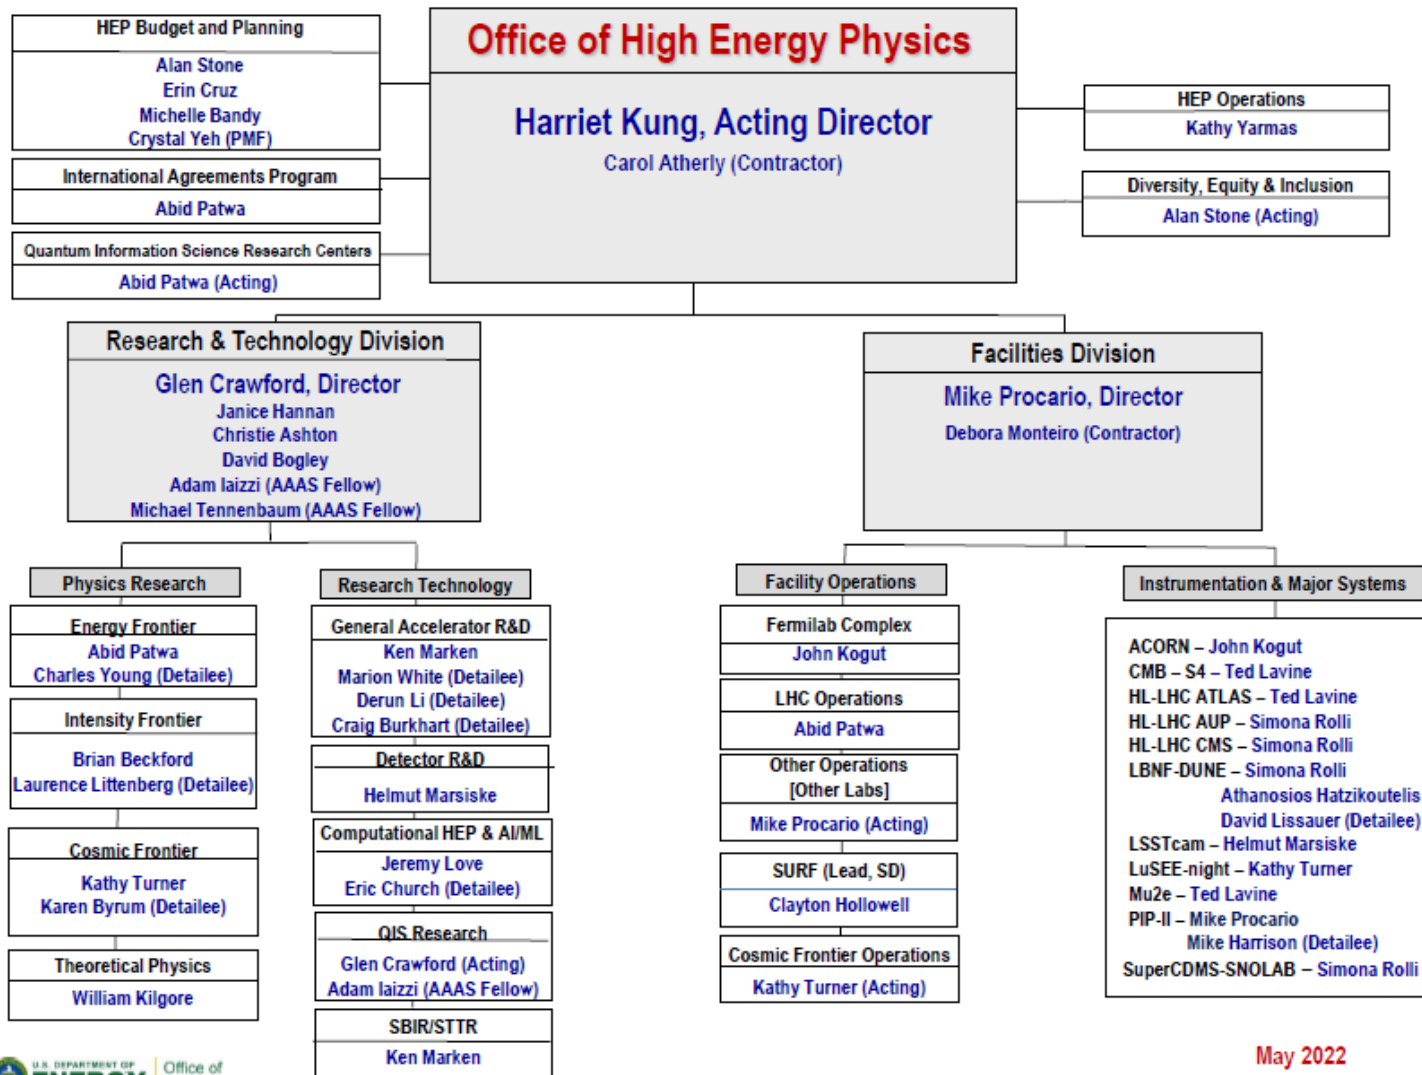 Office of High Energy Physics
Harriet Kung, Acting Director
Carol Atherly (Contractor)
HEP Budget and Planning
Alan Stone
Erin Cruz
Michelle Bandy
Crystal Yeh (PMF)
International Agreements Program
Abid Patwa
Quantum Information Science Research Centers
Abid Patwa (Acting)
HEP Operations
Kathy Yarmas
Diversity, Equity & Inclusion
Alan Stone (Acting)
Research & Technology Division
Glen Crawford, Director
Janice Hannan
Christie Ashton
David Bogley
Adam Iaizzi (AAAS Fellow)
Michael Tennenbaum (AAAS Fellow)
Facilities Division
Mike Procario, Director
Debora Monteiro (Contractor)
Physics Research
Energy Frontier
Abid Patwa
Charles Young (Detailee)
Intensity Frontier
Brian Beckford
Laurence Littenberg (Detailee)
Cosmic Frontier
Kathy Turner
Karen Byrum (Detailee)
Theoretical Physics
William Kilgore
Research Technology
General Accelerator R&D
Ken Marken
Marion White (Detailee)
Derun Li (Detailee)
Craig Burkhart (Detailee)
Detector R&D
Helmut Marsiske
Computational HEP & AI/ML
Jeremy Love
Eric Church (Detailee)
QIS Research
Glen Crawford (Acting)
Adam Iaizzi (AAAS Fellow)
SBIR/STTR
Ken Marken
Facility Operations
Fermilab Complex
John Kogut
LHC Operations
Abid Patwa
Other Operations
[Other Labs]
Mike Procario (Acting)
SURF (Lead, SD)
Clayton Hollowell
Cosmic Frontier Operations
Kathy Turner (Acting)
Instrumentation & Major Systems
ACORN – John Kogut
CMB – S4 – Ted Lavine
HL-LHC ATLAS – Ted Lavine
HL-LHC AUP – Simona Rolli
HL-LHC CMS – Simona Rolli
LBNF-DUNE – Simona Rolli
Athanosios Hatzikoutelis
David Lissauer (Detailee)
LSSTcam – Helmut Marsiske
LuSEE-night – Kathy Turner
Mu2e – Ted Lavine
PIP-II – Mike Procario
Mike Harrison (Detailee)
SuperCDMS-SNOLAB – Simona Rolli
U.S. DEPARTMENT OF
ENERGY
Office of
May 2022